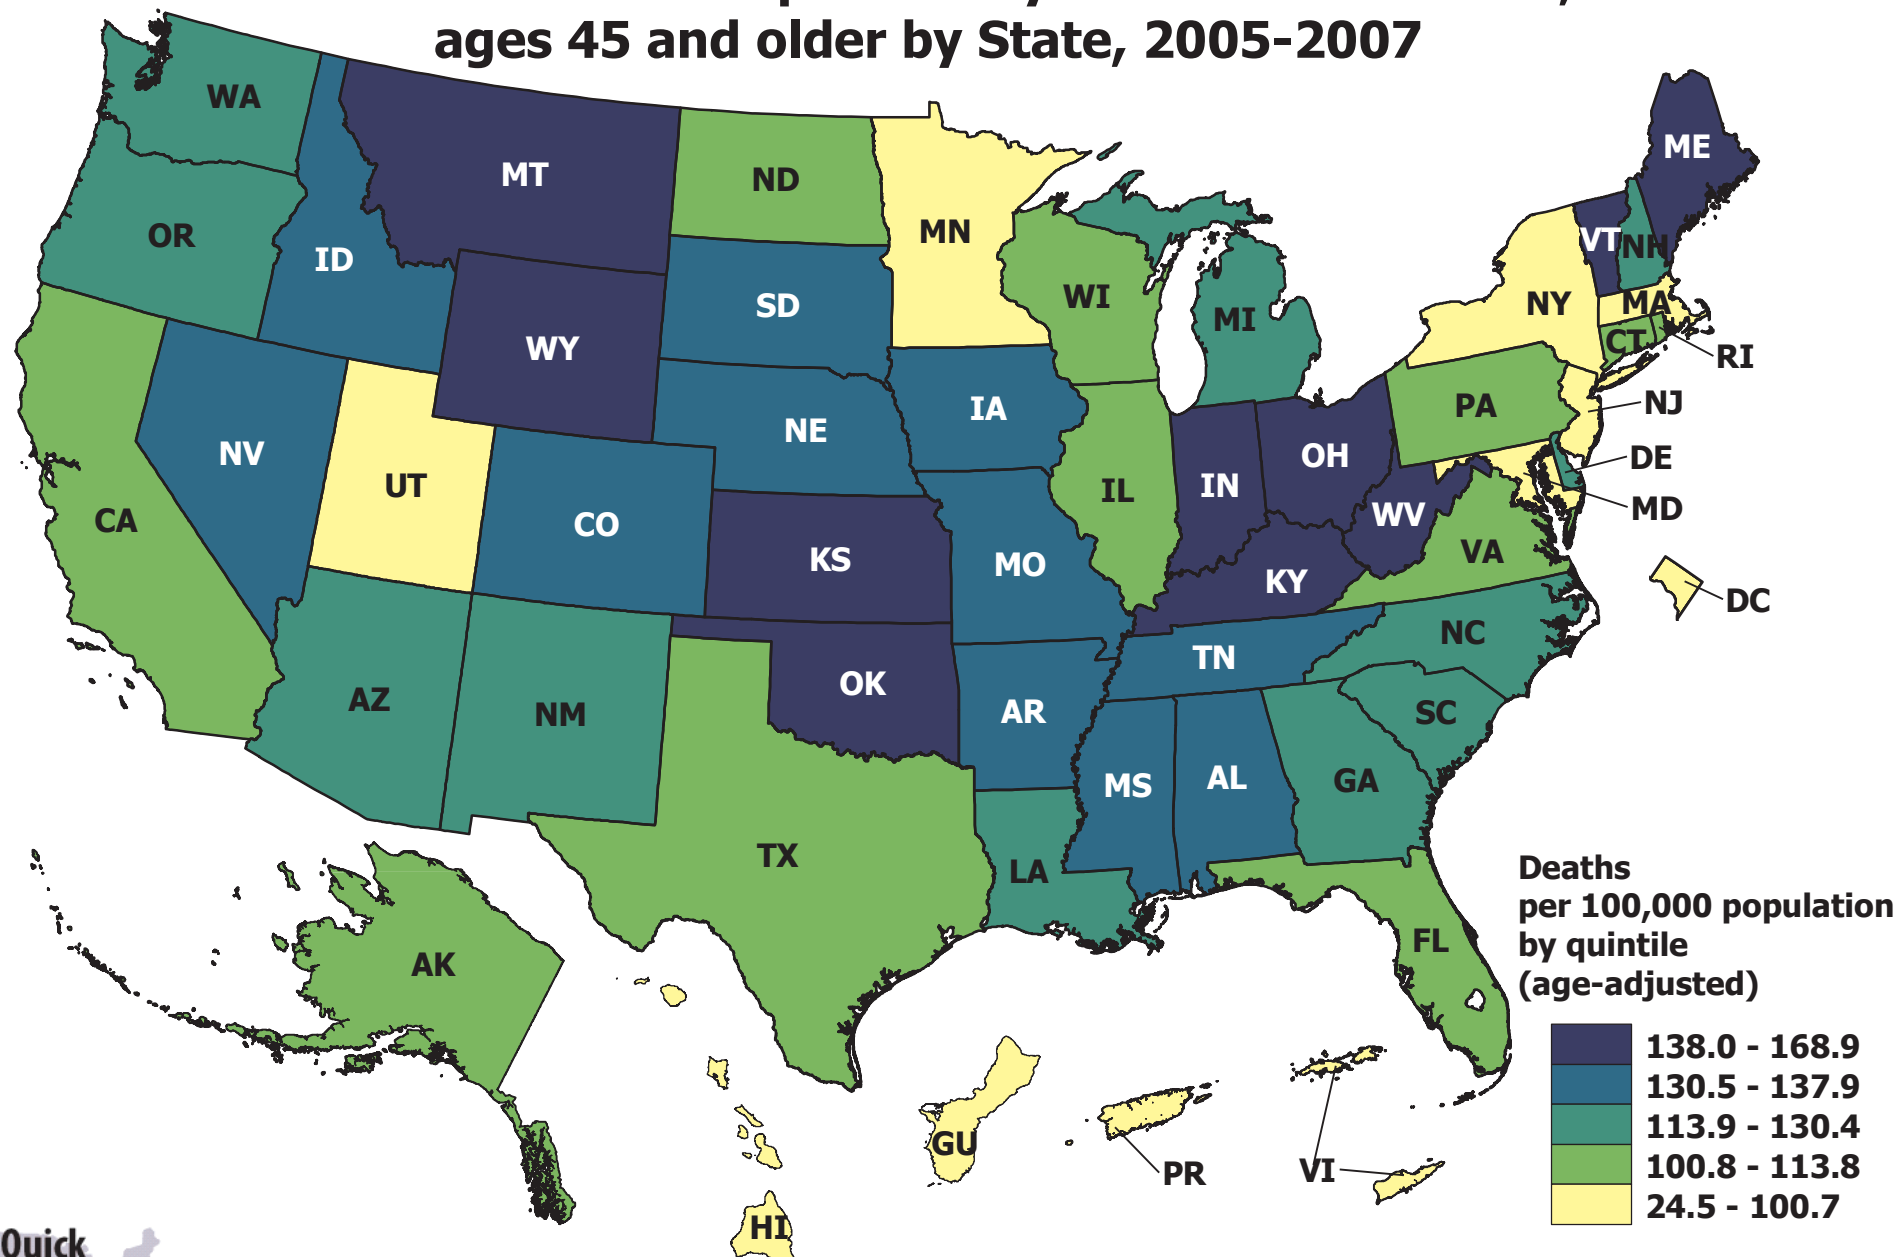 ages 45 and older by State, 2005-2007
WA
MT
ND
MN
ME
OR
ID
SD
WI
MI
VT
NH
WY
NY
MA
CT
RI
NV
UT
NE
IA
PA
NJ
CA
CO
KS
MO
IL
IN
OH
WV
DE
MD
KY
VA
DC
AZ
NM
OK
AR
TN
NC
SC
MS
AL
GA
TX
LA
AK
FL
GU
PR
VI
HI
Deaths
per 100,000 population
by quintile
(age-adjusted)
138.0 - 168.9
130.5 - 137.9
113.9 - 130.4
100.8 - 113.8
24.5 - 100.7
Quick